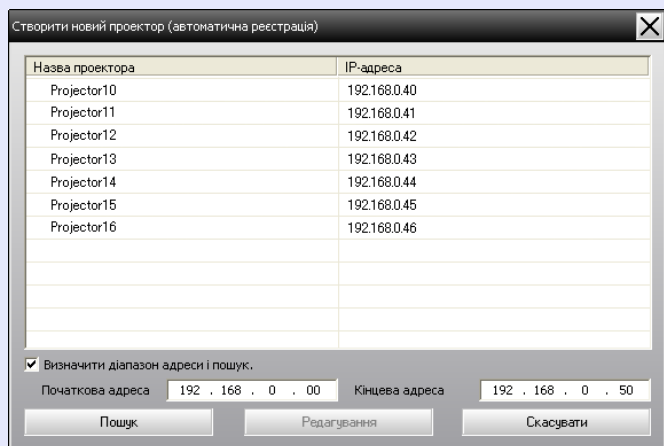 Створити новий проектор (автоматична реєстрація)
Назва проектора IP-адреса
Projector10 192.168.0.40
Projector11 192.168.0.41
Projector12 192.168.0.42
Projector13 192.168.0.43
Projector14 192.168.0.44
Projector15 192.168.0.45
Projector16 192.168.0.46
Визначити діапазон адреси і пошук.
Початкова адреса 192 . 168 . 0 . 00 Кінцева адреса 192 . 168 . 0 . 50
Пошук Редагування Скасувати